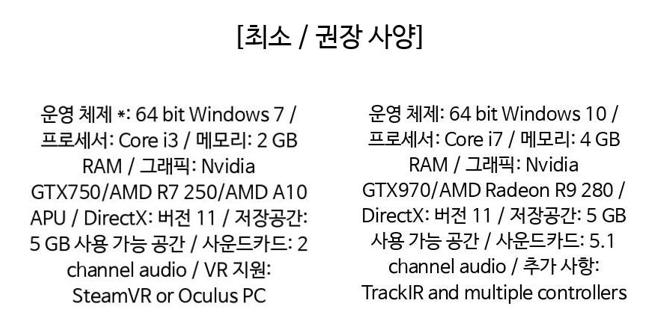 [최소 / 권장 사양]
운영 체제 *: 64 bit Windows 7 /
프로세서: Core i3 / 메모리: 2 GB
RAM / 그래픽: Nvidia
GTX750/AMD R7 250/AMD A10
APU / DirectX: 버전 11 / 저장공간:
5 GB 사용 가능 공간 / 사운드카드: 2
channel audio / VR 지원:
SteamVR or Oculus PC
운영 체제: 64 bit Windows 10 /
프로세서: Core i7 / 메모리: 4 GB
RAM / 그래픽: Nvidia
GTX970/AMD Radeon R9 280 /
DirectX: 버전 11 / 저장공간: 5 GB
사용 가능 공간 / 사운드카드: 5.1
channel audio / 추가 사항:
TrackIR and multiple controllers